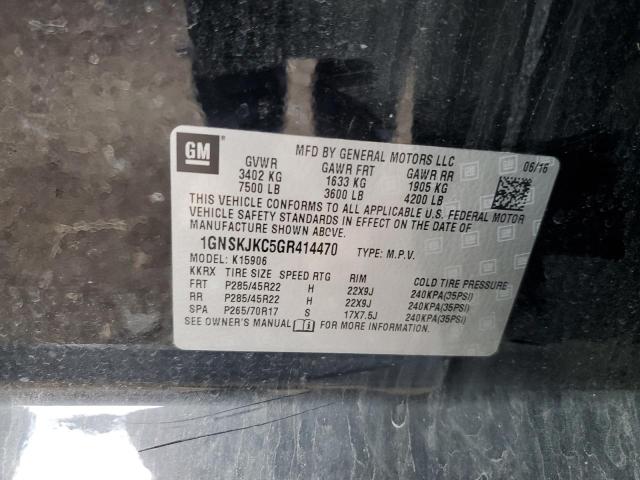 GM
MFD BY GENERAL MOTORS LLC
06/16
GVWR GAWR FRT GAWR RR
3402 KG 1633 KG 1905 KG
7500 LB 3600 LB 4200 LB
THIS VEHICLE CONFORMS TO ALL APPLICABLE U.S. FEDERAL MOTOR
VEHICLE SAFETY STANDARDS IN EFFECT ON THE DATE OF
MANUFACTURE SHOWN ABOVE.
1GNSKJKC5GR414470 TYPE: M.P.V.
MODEL: K15906
KKRX TIRE SIZE SPEED RTG RIM COLD TIRE PRESSURE
FRT P285/45R22 H 22X9J 240KPA(35PSI)
RR P285/45R22 H 22X9J 240KPA(35PSI)
SPA P265/70R17 S 17X7.5J 240KPA(35PSI)
SEE OWNER'S MANUAL i FOR MORE INFORMATION.